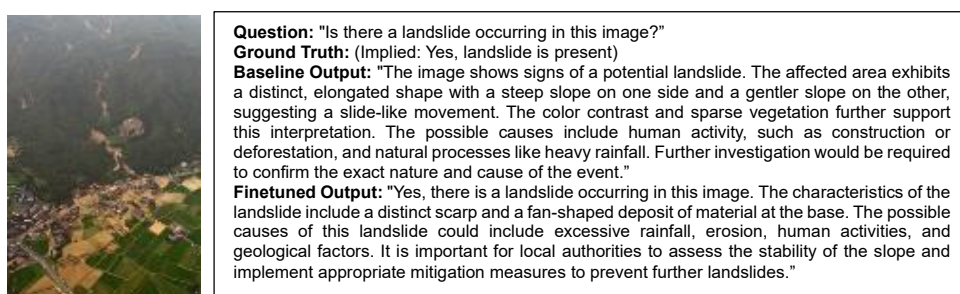 Question: "Is there a landslide occurring in this image?”
Ground Truth: (Implied: Yes, landslide is present)
Baseline Output: "The image shows signs of a potential landslide. The affected area exhibits
a distinct, elongated shape with a steep slope on one side and a gentler slope on the other,
suggesting a slide-like movement. The color contrast and sparse vegetation further support
this interpretation. The possible causes include human activity, such as construction or
deforestation, and natural processes like heavy rainfall. Further investigation would be required
to confirm the exact nature and cause of the event.”
Finetuned Output: "Yes, there is a landslide occurring in this image. The characteristics of the
landslide include a distinct scarp and a fan-shaped deposit of material at the base. The possible
causes of this landslide could include excessive rainfall, erosion, human activities, and
geological factors. It is important for local authorities to assess the stability of the slope and
implement appropriate mitigation measures to prevent further landslides.”